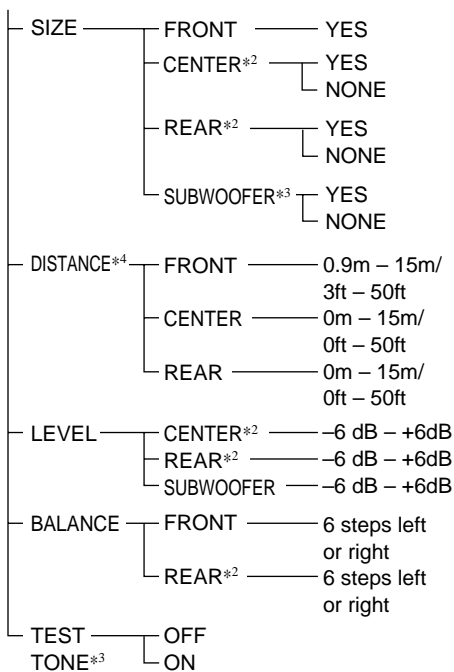 SIZE FRONT YES
CENTER*2 YES
NONE
REAR*2 YES
NONE
SUBWOOFER*3 YES
NONE
DISTANCE*4 FRONT 0.9m – 15m/
3ft – 50ft
CENTER 0m – 15m/
0ft – 50ft
REAR 0m – 15m/
0ft – 50ft
LEVEL CENTER*2 –6 dB – +6dB
REAR*2 –6 dB – +6dB
SUBWOOFER –6 dB – +6dB
BALANCE FRONT 6 steps left
or right
REAR*2 6 steps left
or right
TEST OFF
TONE*3 ON